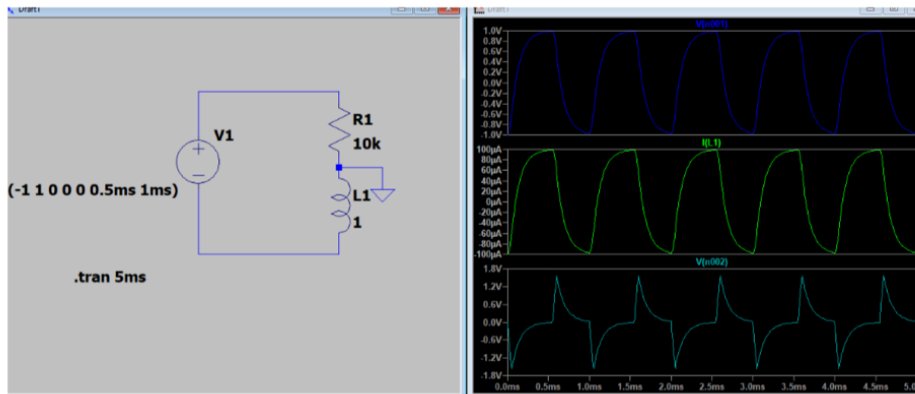 Draft1
V1
R1
10k
L1
1
(-1 1 0 0 0 0.5ms 1ms)
.tran 5ms
Draft1
V(n001)
1.0V
0.8V
0.6V
0.4V
0.2V
0.0V
-0.2V
-0.4V
-0.6V
-0.8V
-1.0V
I(L1)
100µA
80µA
60µA
40µA
20µA
0µA
-20µA
-40µA
-60µA
-80µA
-100µA
V(n002)
1.8V
1.2V
0.6V
0.0V
-0.6V
-1.2V
-1.8V
0.0ms 0.5ms 1.0ms 1.5ms 2.0ms 2.5ms 3.0ms 3.5ms 4.0ms 4.5ms 5.0